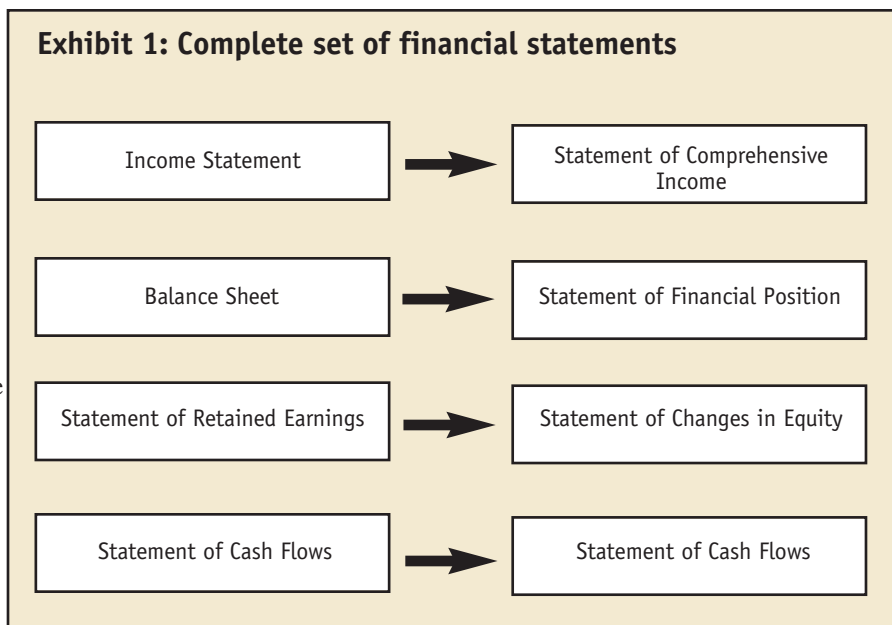 Exhibit 1: Complete set of financial statements
Income Statement
Statement of Comprehensive
Income
Balance Sheet
Statement of Financial Position
e
Statement of Retained Earnings
Statement of Changes in Equity
Statement of Cash Flows
Statement of Cash Flows